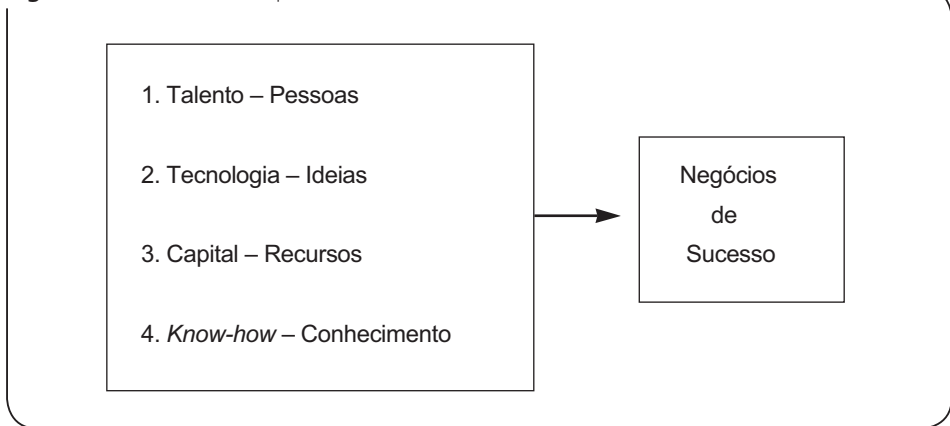 1. Talento – Pessoas
2. Tecnologia – Ideias
3. Capital – Recursos
4. Know-how – Conhecimento
Negócios
de
Sucesso